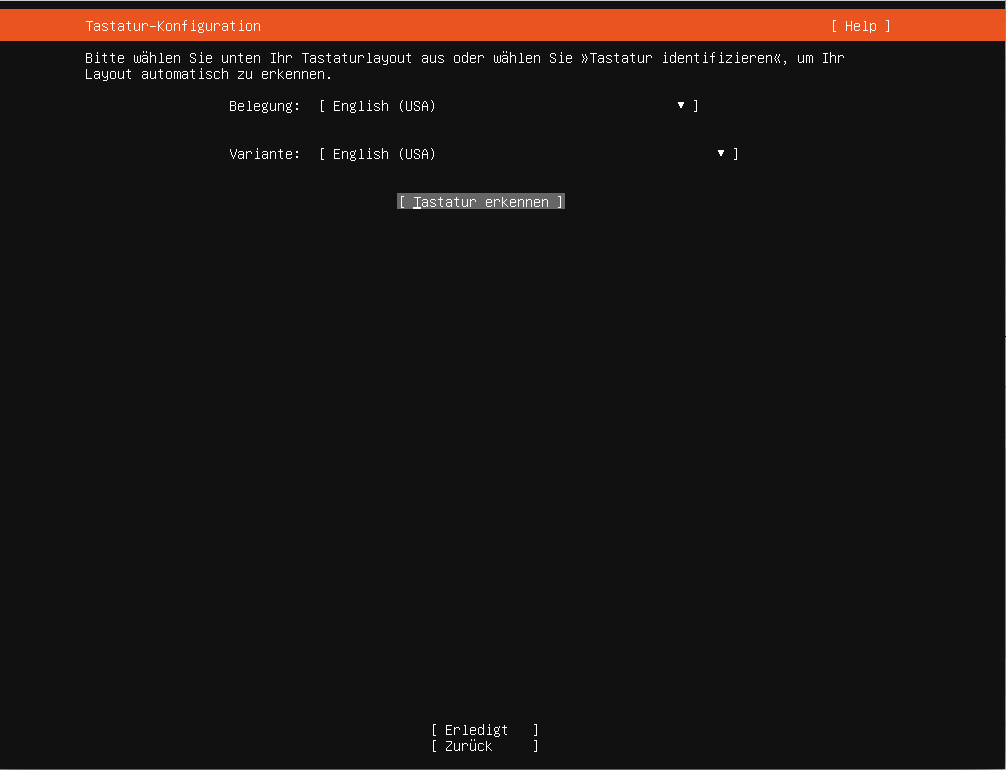 Tastatur-Konfiguration [ Help ]
Bitte wählen Sie unten Ihr Tastaturlayout aus oder wählen Sie »Tastatur identifizieren«, um Ihr
Layout automatisch zu erkennen.
Belegung: [ English (USA) ▾ ]
Variante: [ English (USA) ▾ ]
[ Tastatur erkennen ]
[ Erledigt ]
[ Zurück ]